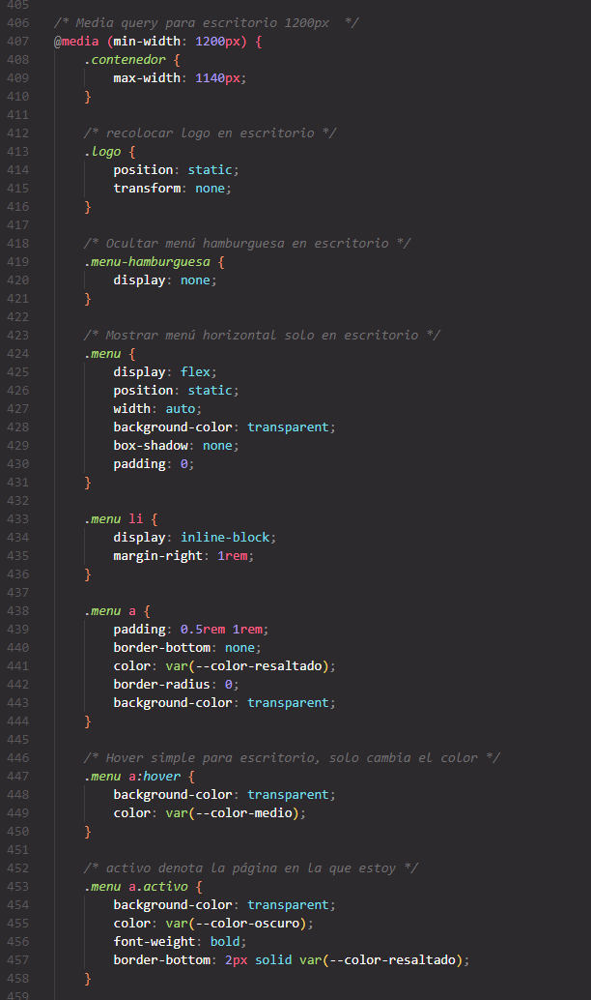 405
406 /* Media query para escritorio 1200px  */
407 @media (min-width: 1200px) {
408     .contenedor {
409         max-width: 1140px;
410     }
411
412     /* recolocar logo en escritorio */
413     .logo {
414         position: static;
415         transform: none;
416     }
417
418     /* Ocultar menú hamburguesa en escritorio */
419     .menu-hamburguesa {
420         display: none;
421     }
422
423     /* Mostrar menú horizontal solo en escritorio */
424     .menu {
425         display: flex;
426         position: static;
427         width: auto;
428         background-color: transparent;
429         box-shadow: none;
430         padding: 0;
431     }
432
433     .menu li {
434         display: inline-block;
435         margin-right: 1rem;
436     }
437
438     .menu a {
439         padding: 0.5rem 1rem;
440         border-bottom: none;
441         color: var(--color-resaltado);
442         border-radius: 0;
443         background-color: transparent;
444     }
445
446     /* Hover simple para escritorio, solo cambia el color */
447     .menu a:hover {
448         background-color: transparent;
449         color: var(--color-medio);
450     }
451
452     /* activo denota la página en la que estoy */
453     .menu a.activo {
454         background-color: transparent;
455         color: var(--color-oscuro);
456         font-weight: bold;
457         border-bottom: 2px solid var(--color-resaltado);
458     }
459